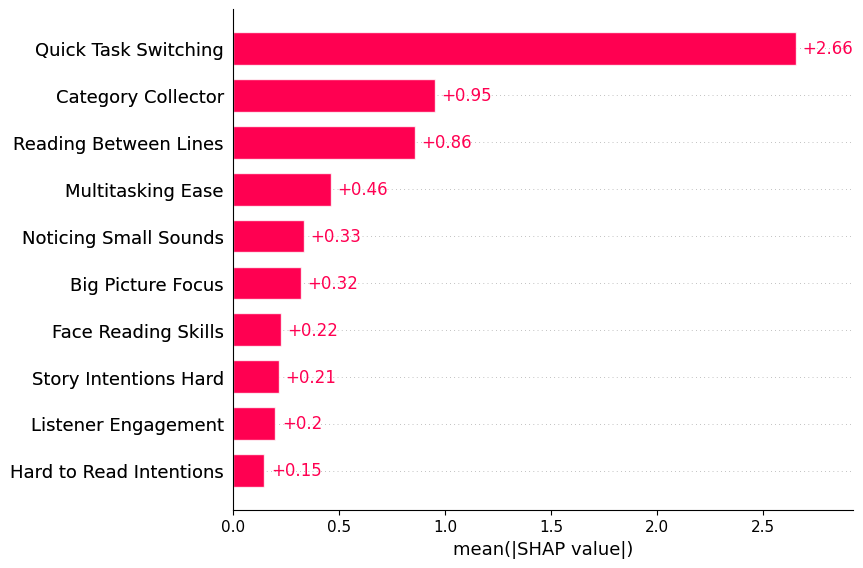 Quick Task Switching +2.66
Category Collector +0.95
Reading Between Lines +0.86
Multitasking Ease +0.46
Noticing Small Sounds +0.33
Big Picture Focus +0.32
Face Reading Skills +0.22
Story Intentions Hard +0.21
Listener Engagement +0.2
Hard to Read Intentions +0.15
0.0 0.5 1.0 1.5 2.0 2.5
mean(|SHAP value|)